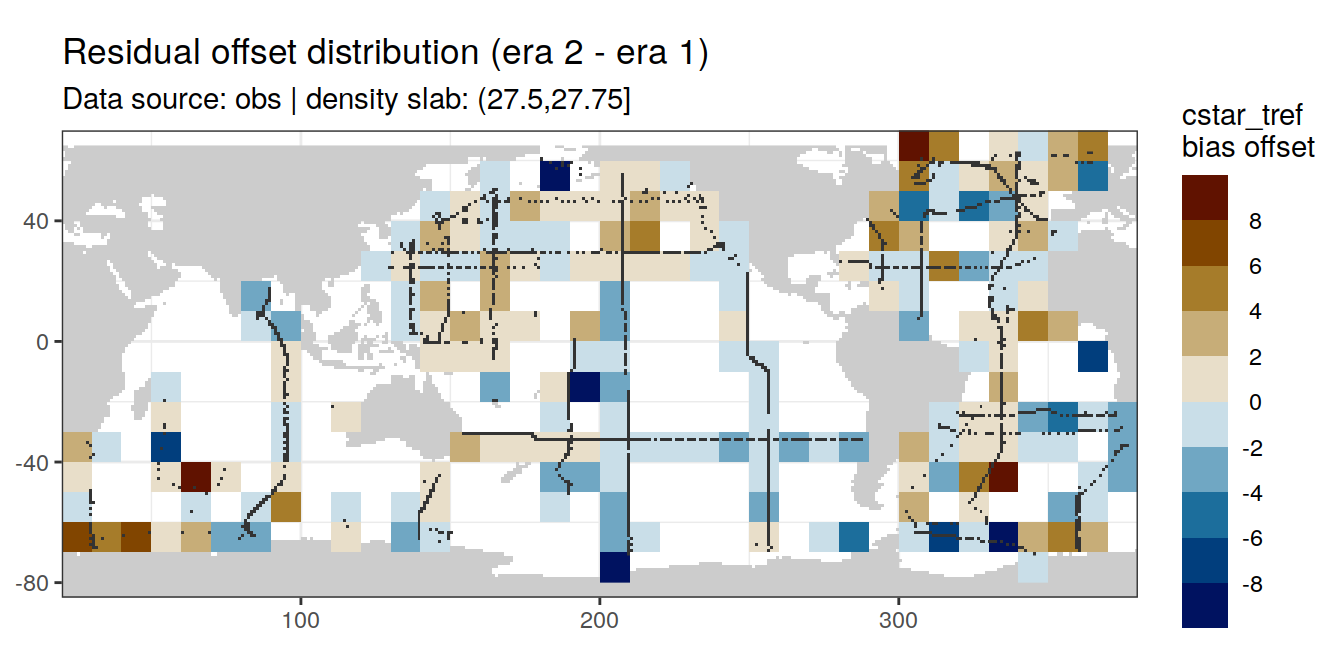 Residual offset distribution (era 2 - era 1)
Data source: obs | density slab: (27.5,27.75]
cstar_tref
bias offset
8
6
4
2
0
-2
-4
-6
-8
40
0
-40
-80
100 200 300